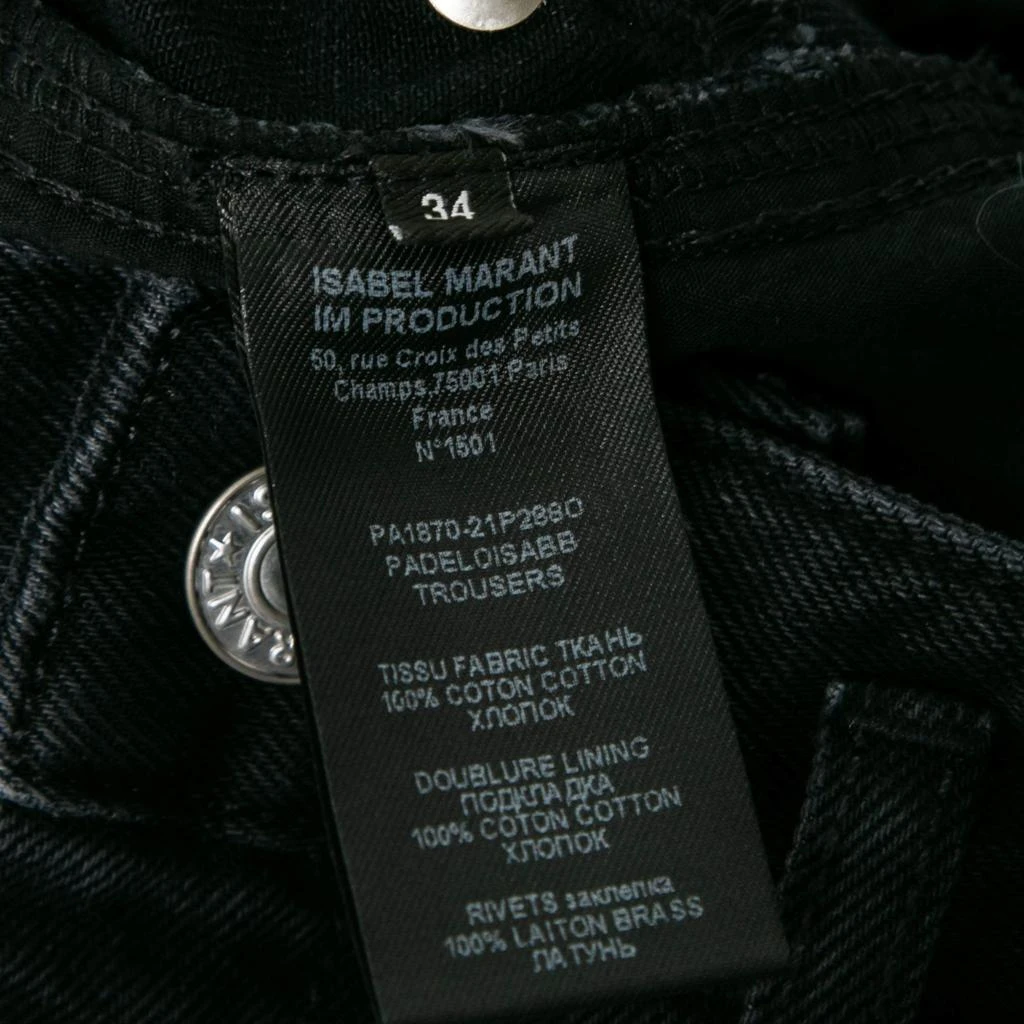 34
ISABEL MARANT
IM PRODUCTION
50, rue Croix des Petits
Champs,75001 Paris
France
N°1501
PA1870-21P288O
PADELOISABB
TROUSERS
TISSU FABRIC ТКАНЬ
100% COTON COTTON
ХЛОПОК
DOUBLURE LINING
ПОДКЛАДКА
100% COTON COTTON
ХЛОПОК
RIVETS заклепка
100% LAITON BRASS
ЛАТУНЬ